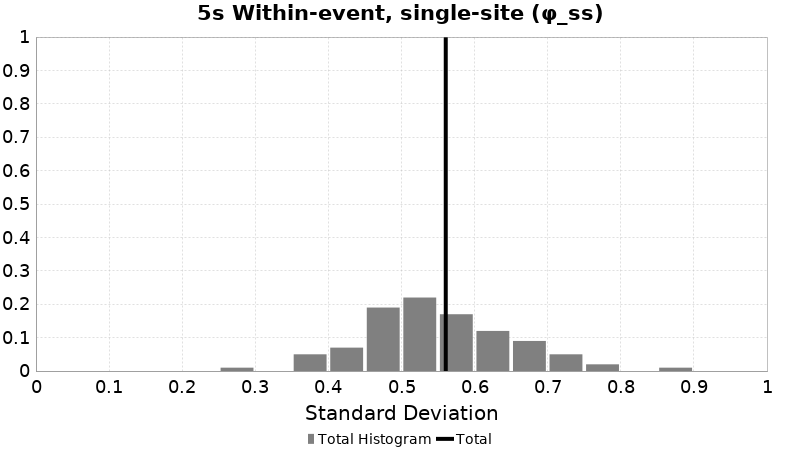 5s Within-event, single-site (φ_ss)
1
0.9
0.8
0.7
0.6
0.5
0.4
0.3
0.2
0.1
0
0 0.1 0.2 0.3 0.4 0.5 0.6 0.7 0.8 0.9 1
Standard Deviation
Total Histogram Total